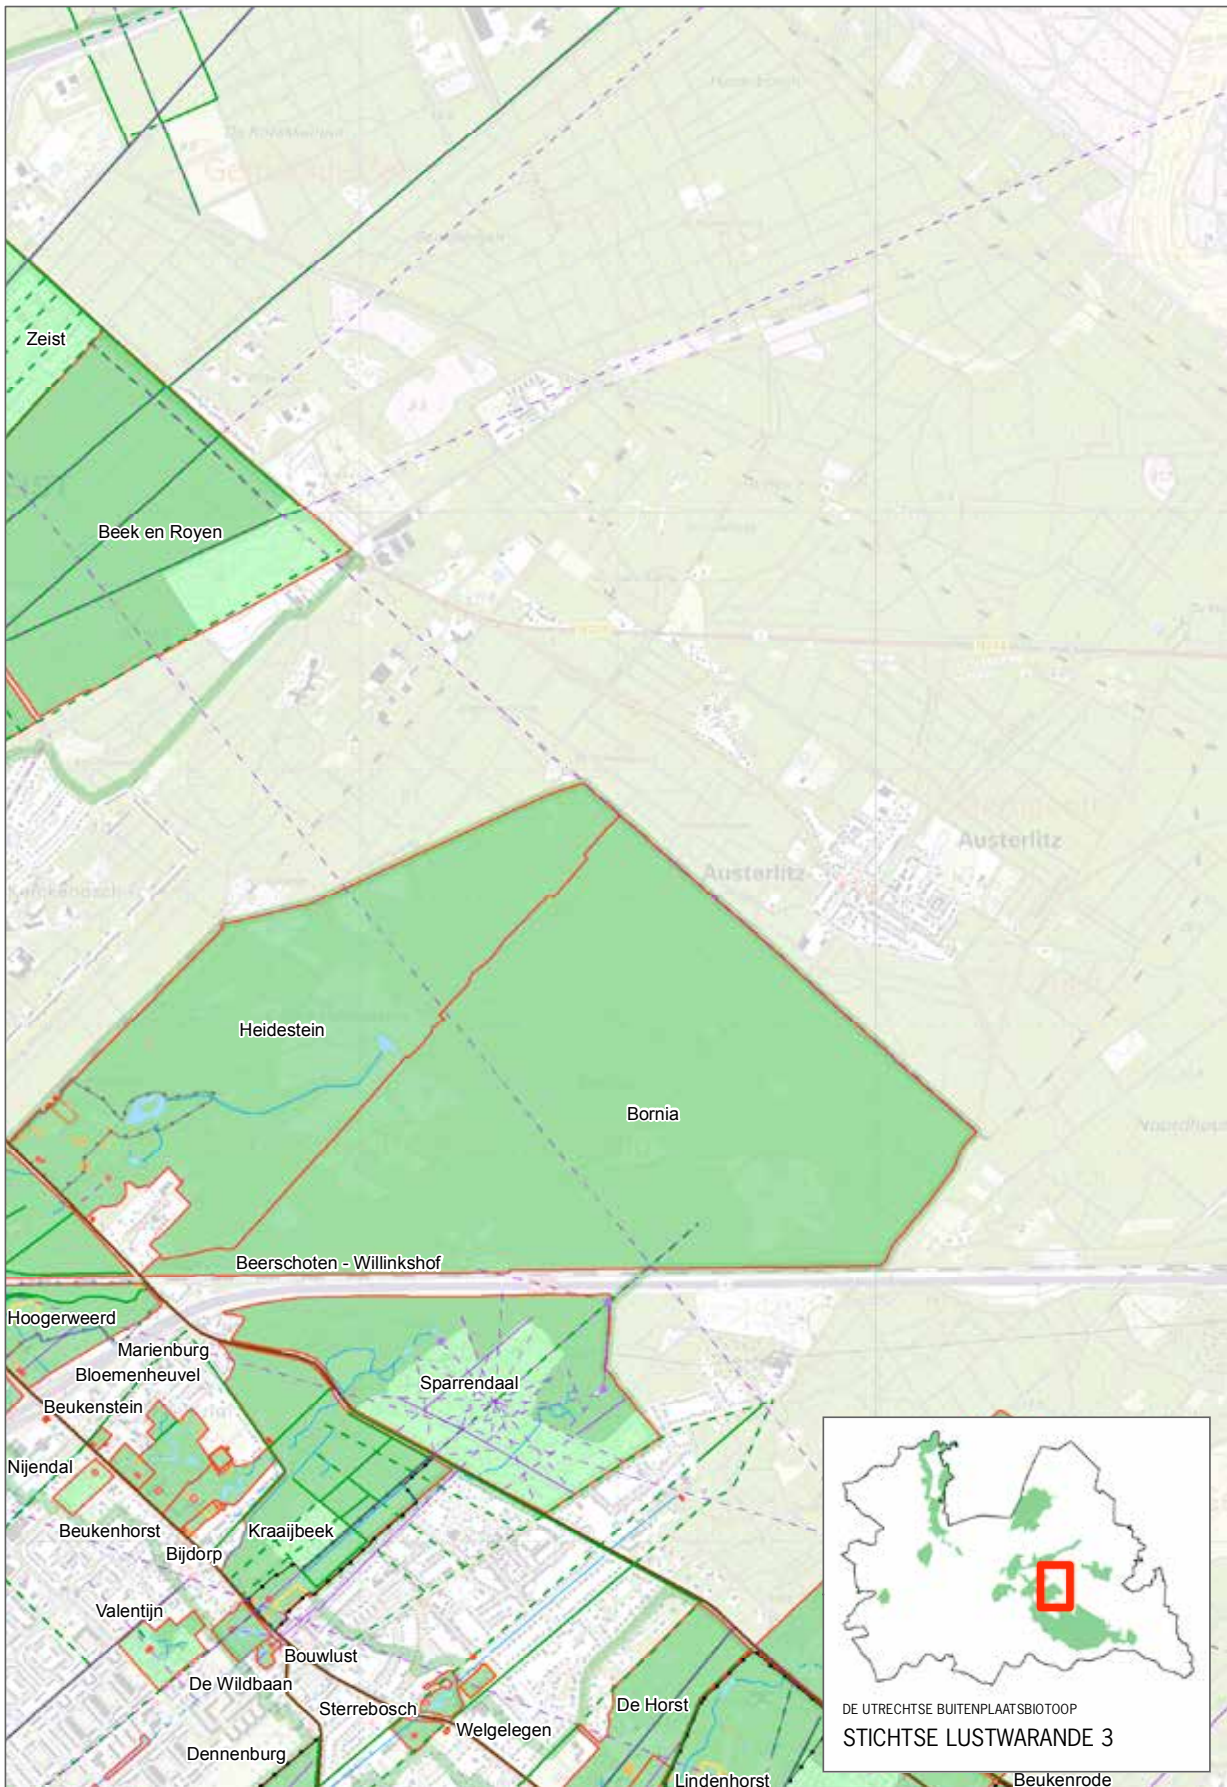 Zeist
Beek en Royen
Austerlitz
Austerlitz
Heidestein
Bornia
Beerschoten - Willinkshof
Hoogerweerd
Marienburg
Bloemenheuvel
Sparrendaal
Beukenstein
Nijendal
Beukenhorst
Kraaijbeek
Bijdorp
Valentijn
Bouwlust
De Wildbaan
Sterrebosch
De Horst
Welgelegen
Dennenburg
Lindenhorst
Beukenrode
DE UTRECHTSE BUITENPLAATSBIOTOOP
STICHTSE LUSTWARANDE 3